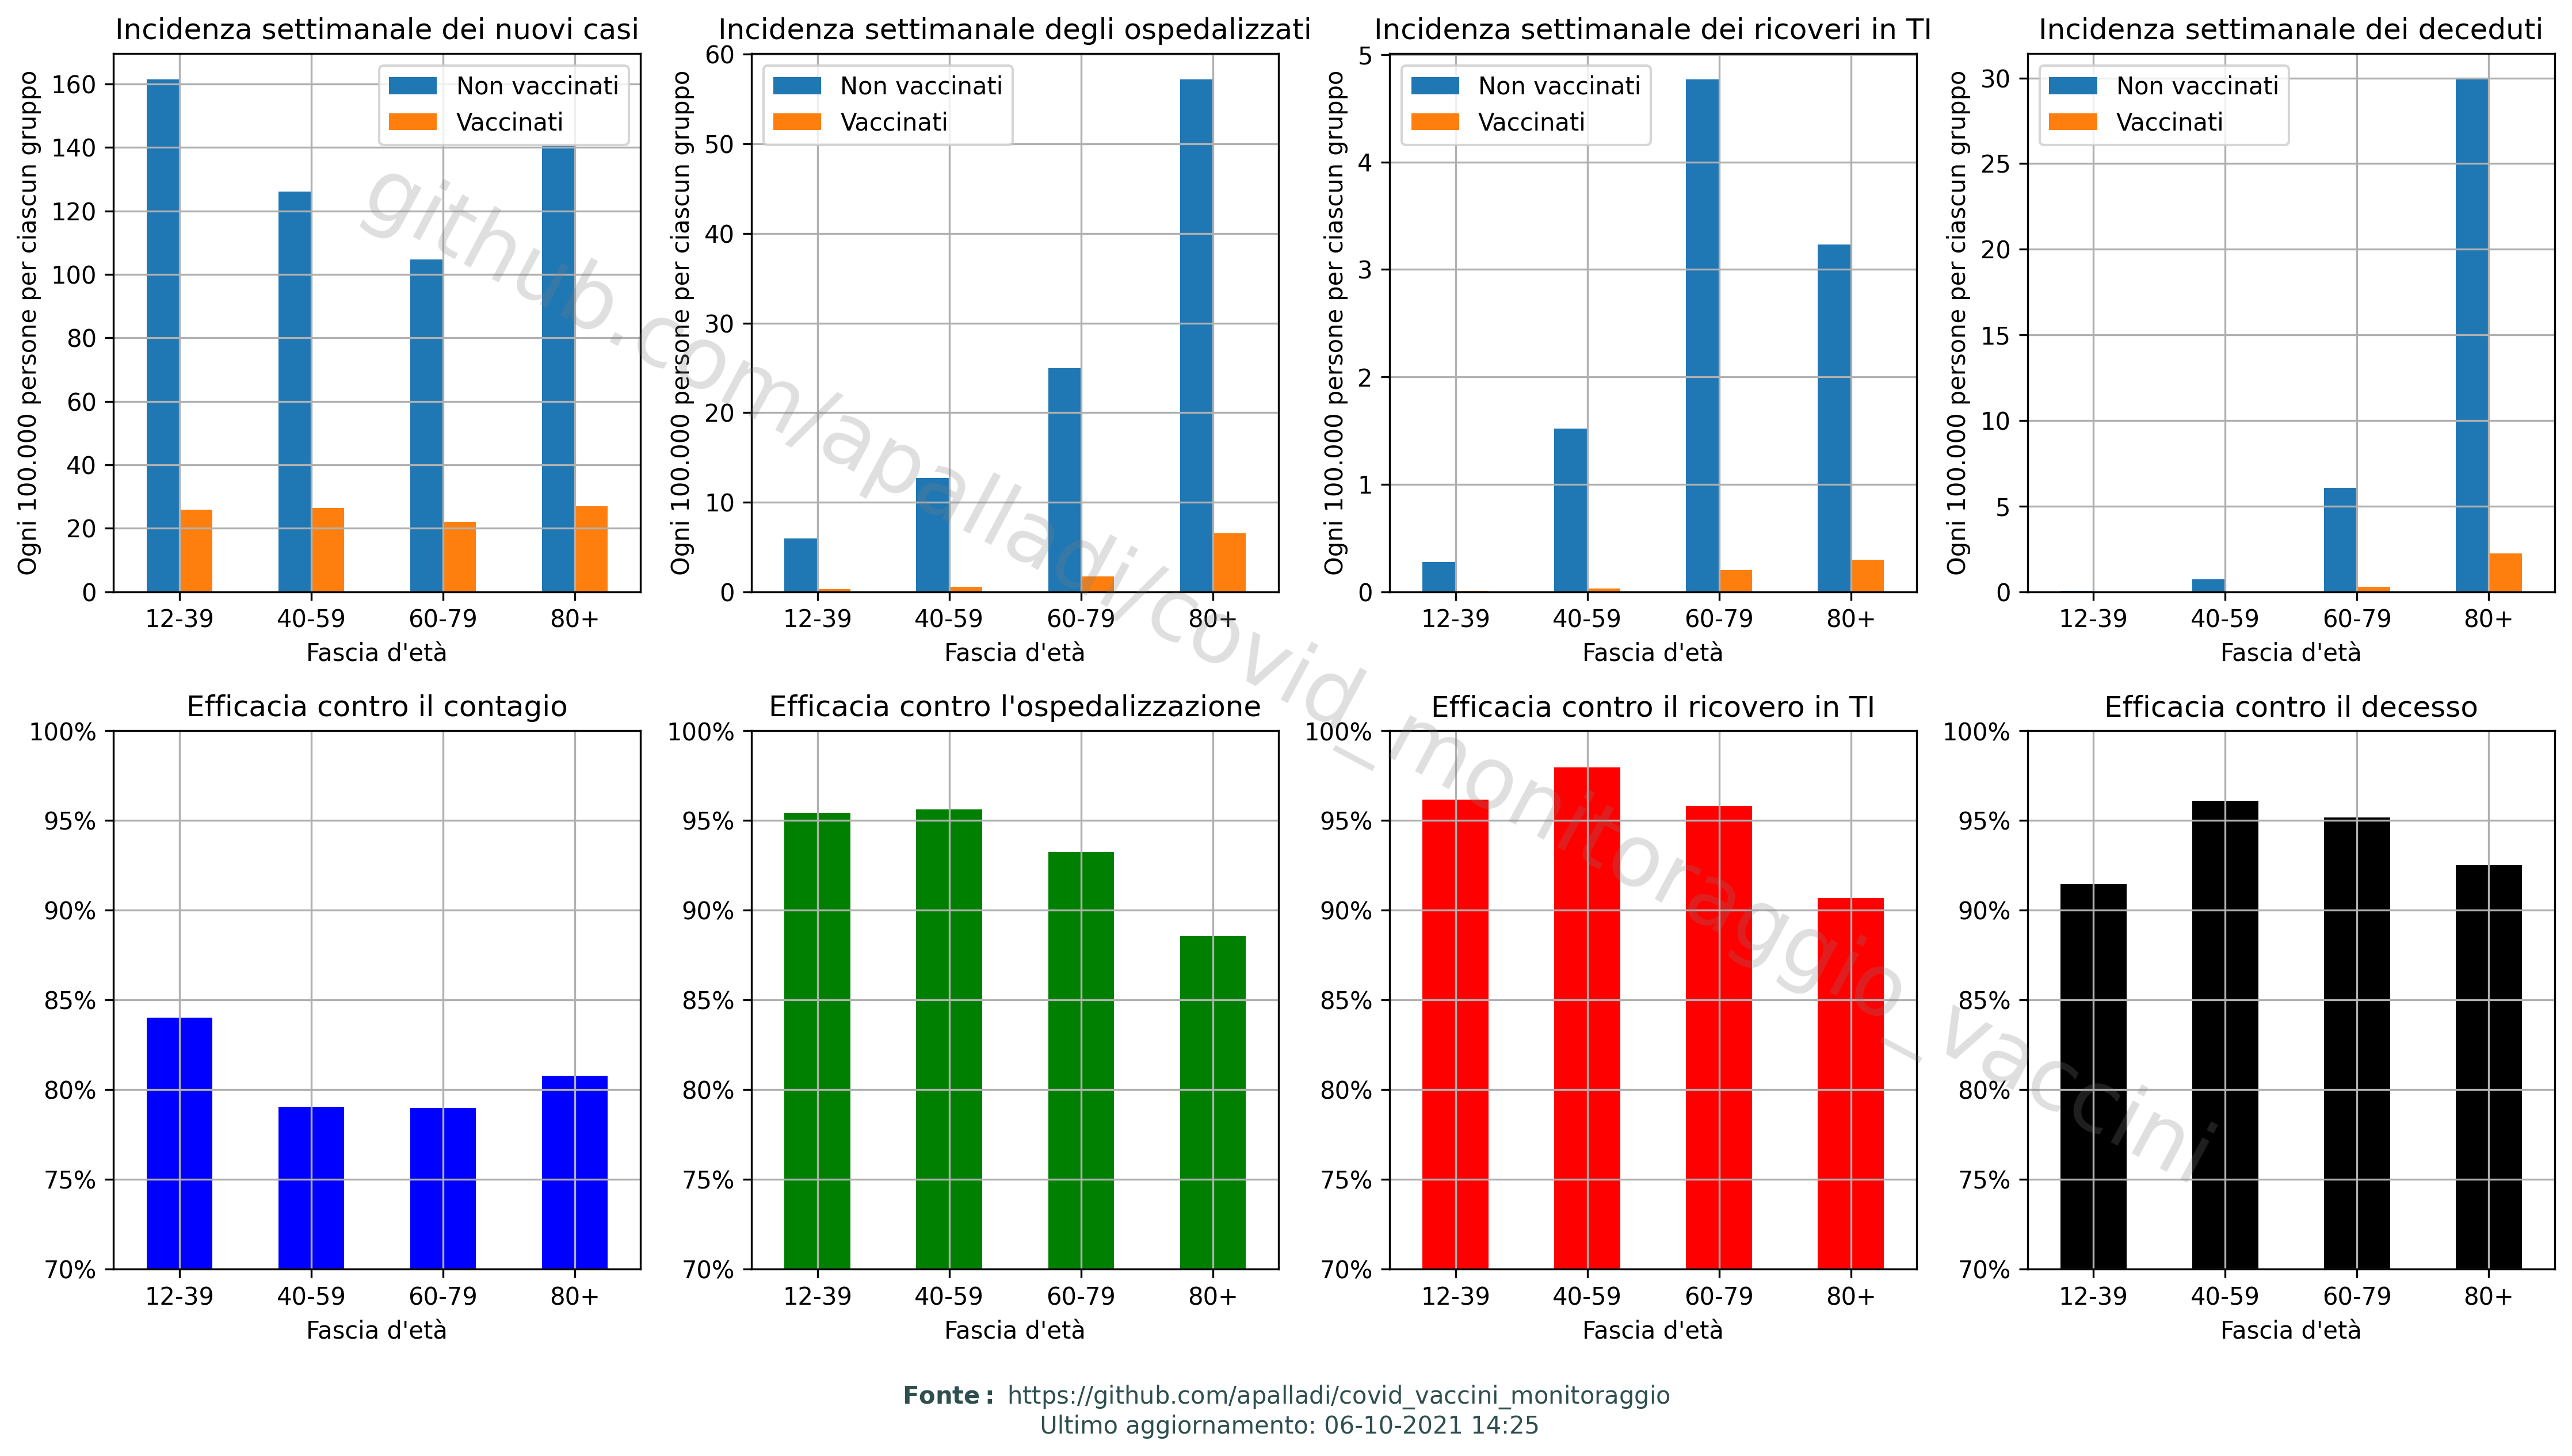 Incidenza settimanale dei nuovi casi
Ogni 100.000 persone per ciascun gruppo
160
140
120
100
80
60
40
20
0
Non vaccinati
Vaccinati
12-39 40-59 60-79 80+
Fascia d'età
Incidenza settimanale degli ospedalizzati
Ogni 100.000 persone per ciascun gruppo
60
50
40
30
20
10
0
Non vaccinati
Vaccinati
12-39 40-59 60-79 80+
Fascia d'età
Incidenza settimanale dei ricoveri in TI
Ogni 100.000 persone per ciascun gruppo
5
4
3
2
1
0
Non vaccinati
Vaccinati
12-39 40-59 60-79 80+
Fascia d'età
Incidenza settimanale dei deceduti
Ogni 100.000 persone per ciascun gruppo
30
25
20
15
10
5
0
Non vaccinati
Vaccinati
12-39 40-59 60-79 80+
Fascia d'età
github.com/apalladi/covid_monitoraggio_vaccini
Efficacia contro il contagio
100%
95%
90%
85%
80%
75%
70%
12-39 40-59 60-79 80+
Fascia d'età
Efficacia contro l'ospedalizzazione
100%
95%
90%
85%
80%
75%
70%
12-39 40-59 60-79 80+
Fascia d'età
Efficacia contro il ricovero in TI
100%
95%
90%
85%
80%
75%
70%
12-39 40-59 60-79 80+
Fascia d'età
Efficacia contro il decesso
100%
95%
90%
85%
80%
75%
70%
12-39 40-59 60-79 80+
Fascia d'età
Fonte: https://github.com/apalladi/covid_vaccini_monitoraggio
Ultimo aggiornamento: 06-10-2021 14:25